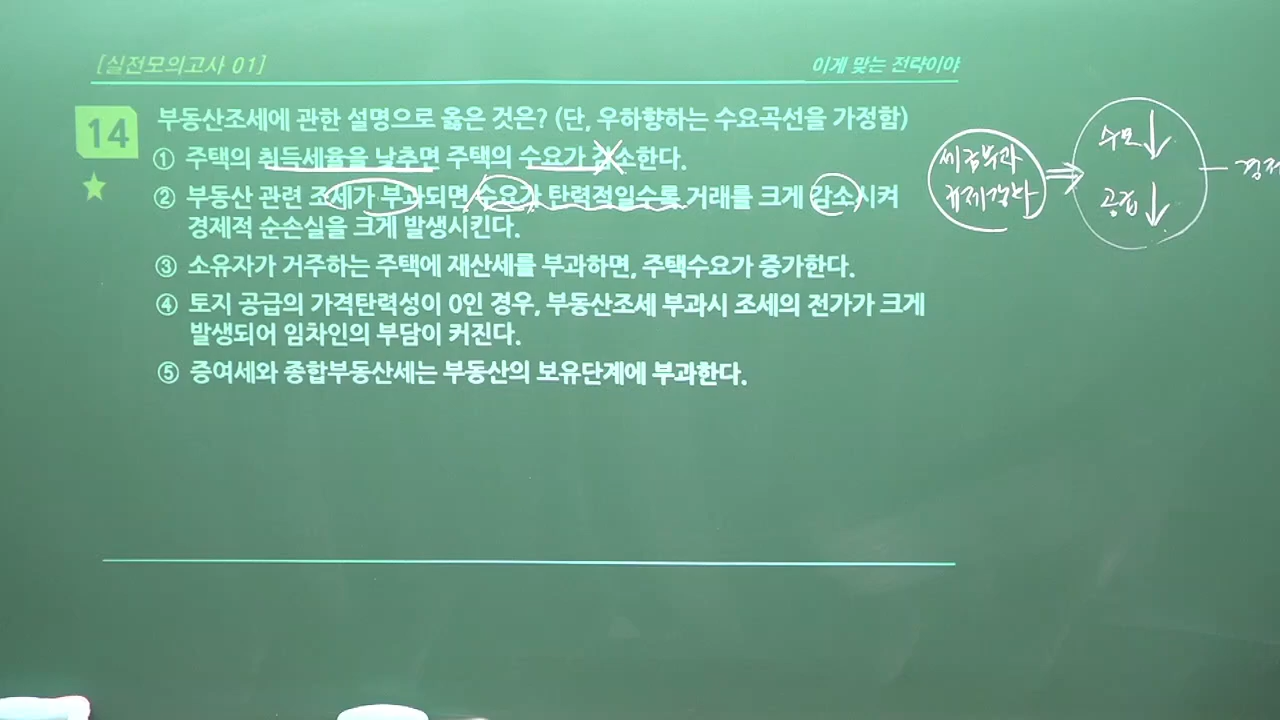 [실전모의고사 01]
이게 맞는 전략이야
14 부동산조세에 관한 설명으로 옳은 것은? (단, 우하향하는 수요곡선을 가정함)
① 주택의 취득세율을 낮추면 주택의 수요가 감소한다.
② 부동산 관련 조세가 부과되면 수요가 탄력적일수록 거래를 크게 감소시켜
경제적 순손실을 크게 발생시킨다.
③ 소유자가 거주하는 주택에 재산세를 부과하면, 주택수요가 증가한다.
④ 토지 공급의 가격탄력성이 0인 경우, 부동산조세 부과시 조세의 전가가 크게
발생되어 임차인의 부담이 커진다.
⑤ 증여세와 종합부동산세는 부동산의 보유단계에 부과한다.
세금부과
규제강화
수요
공급